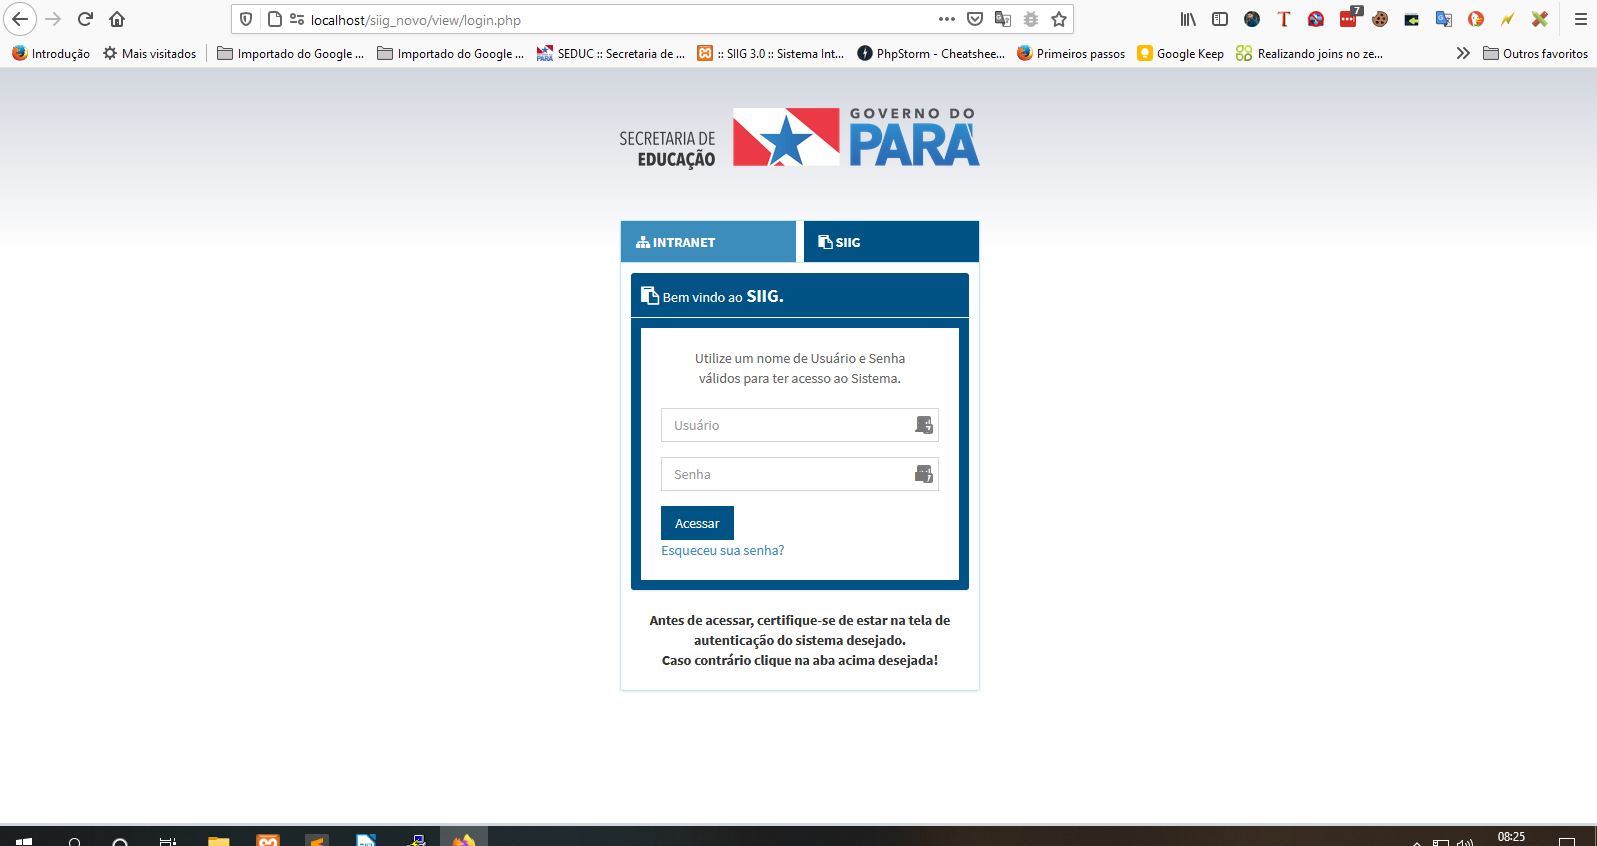 localhost/siig_novo/view/login.php
7
Introdução
Mais visitados
Importado do Google ...
Importado do Google ...
SEDUC :: Secretaria de ...
:: SIIG 3.0 :: Sistema Int...
PhpStorm - Cheatshee...
Primeiros passos
Google Keep
Realizando joins no ze...
Outros favoritos
SECRETARIA DE
EDUCAÇÃO
GOVERNO DO
PARÁ
INTRANET
SIIG
Bem vindo ao SIIG.
Utilize um nome de Usuário e Senha
válidos para ter acesso ao Sistema.
Usuário
Senha
Acessar
Esqueceu sua senha?
Antes de acessar, certifique-se de estar na tela de
autenticação do sistema desejado.
Caso contrário clique na aba acima desejada!
08:25